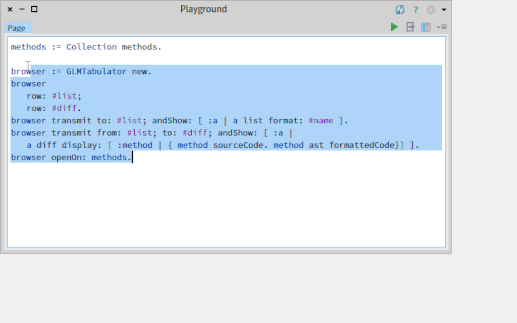 Playground
?
Page
methods := Collection methods.
browser := GLMTabulator new.
browser
row: #list;
row: #diff.
browser transmit to: #list; andShow: [ :a | a list format: #name ].
browser transmit from: #list; to: #diff; andShow: [ :a |
a diff display: [ :method | { method sourceCode. method ast formattedCode}] ].
browser openOn: methods.